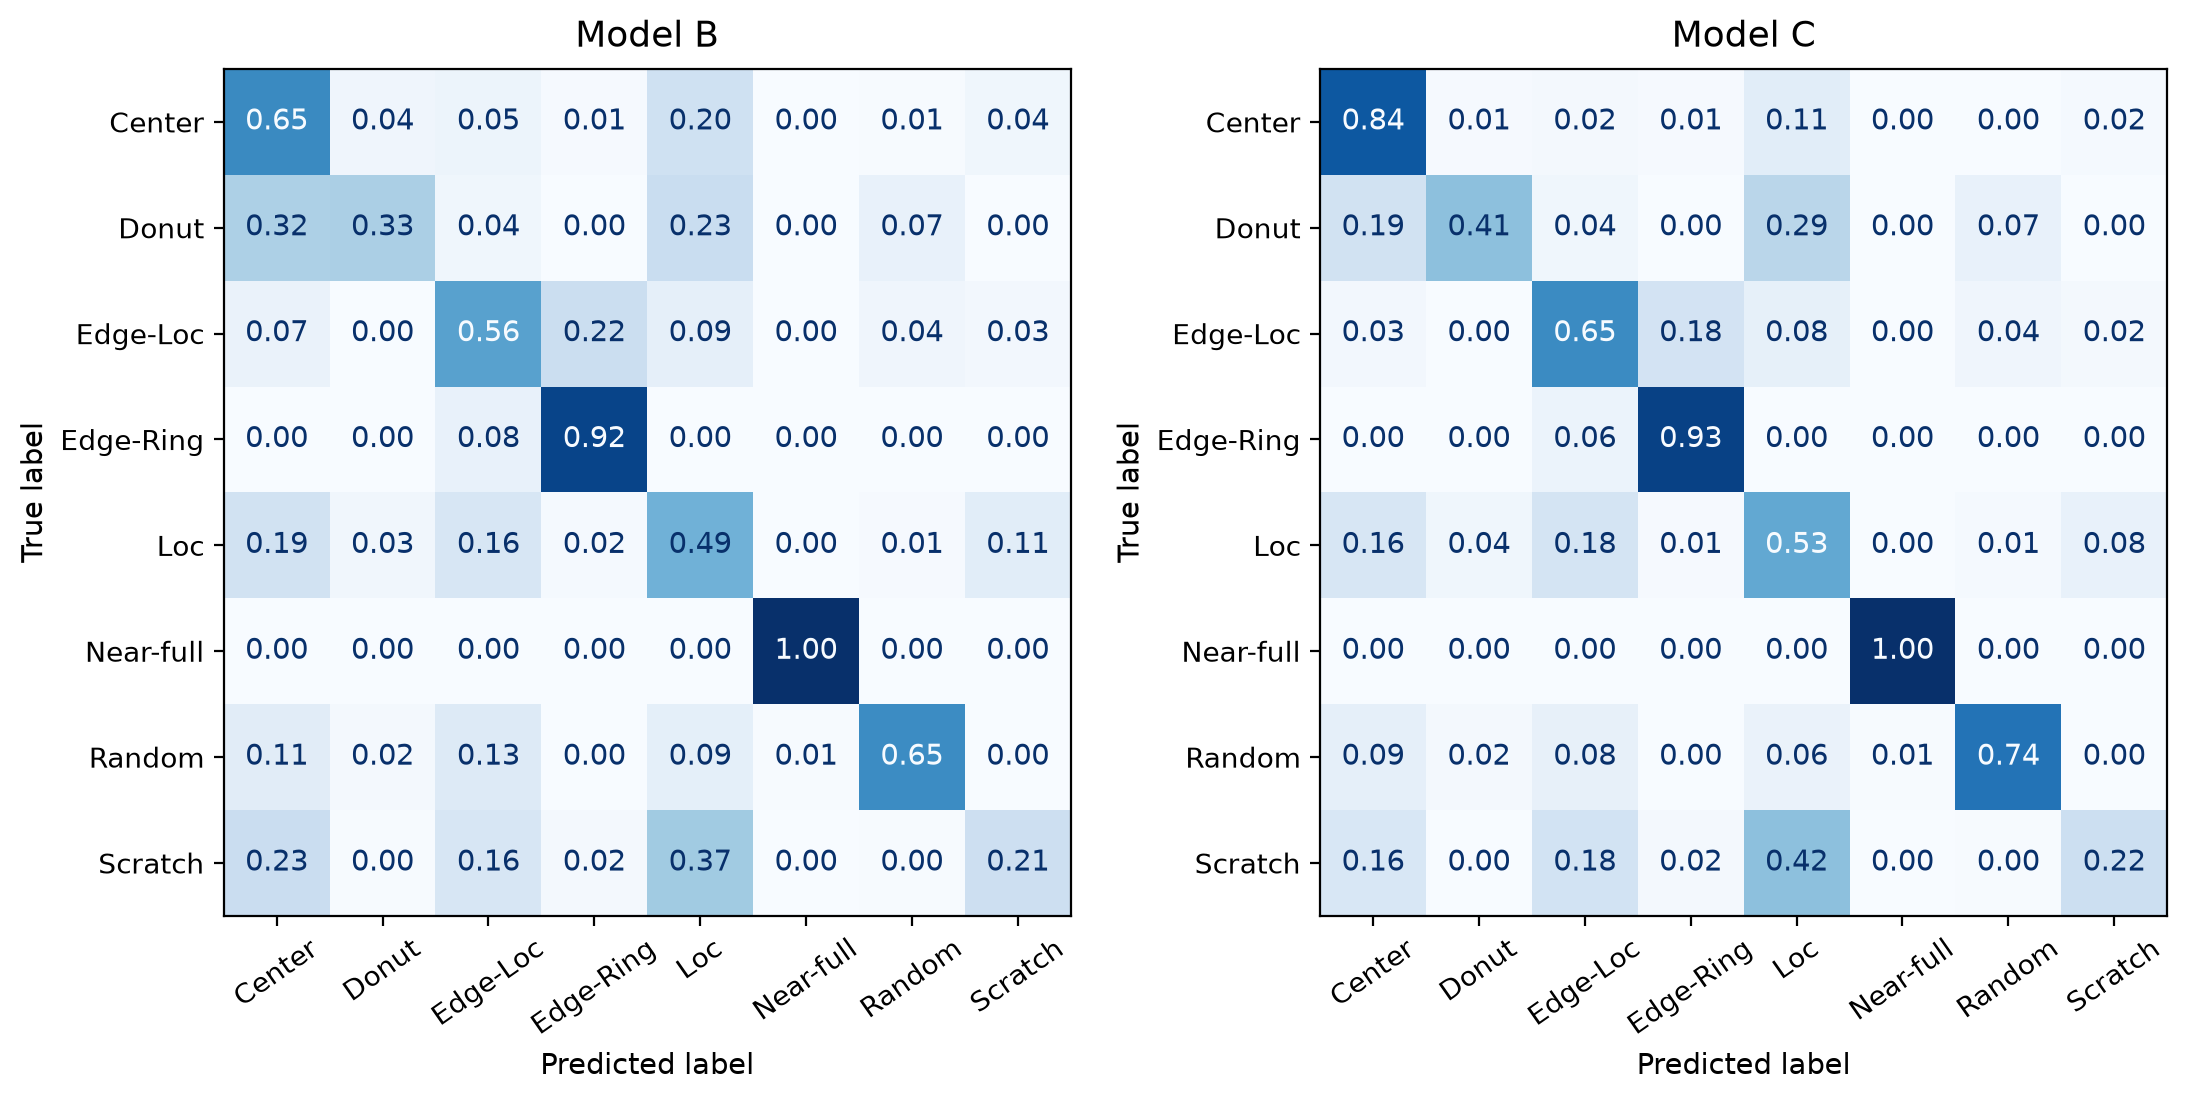 Model B
True label
Center 0.65 0.04 0.05 0.01 0.20 0.00 0.01 0.04
Donut 0.32 0.33 0.04 0.00 0.23 0.00 0.07 0.00
Edge-Loc 0.07 0.00 0.56 0.22 0.09 0.00 0.04 0.03
Edge-Ring 0.00 0.00 0.08 0.92 0.00 0.00 0.00 0.00
Loc 0.19 0.03 0.16 0.02 0.49 0.00 0.01 0.11
Near-full 0.00 0.00 0.00 0.00 0.00 1.00 0.00 0.00
Random 0.11 0.02 0.13 0.00 0.09 0.01 0.65 0.00
Scratch 0.23 0.00 0.16 0.02 0.37 0.00 0.00 0.21
Center Donut Edge-Loc Edge-Ring Loc Near-full Random Scratch
Predicted label
Model C
True label
Center 0.84 0.01 0.02 0.01 0.11 0.00 0.00 0.02
Donut 0.19 0.41 0.04 0.00 0.29 0.00 0.07 0.00
Edge-Loc 0.03 0.00 0.65 0.18 0.08 0.00 0.04 0.02
Edge-Ring 0.00 0.00 0.06 0.93 0.00 0.00 0.00 0.00
Loc 0.16 0.04 0.18 0.01 0.53 0.00 0.01 0.08
Near-full 0.00 0.00 0.00 0.00 0.00 1.00 0.00 0.00
Random 0.09 0.02 0.08 0.00 0.06 0.01 0.74 0.00
Scratch 0.16 0.00 0.18 0.02 0.42 0.00 0.00 0.22
Center Donut Edge-Loc Edge-Ring Loc Near-full Random Scratch
Predicted label